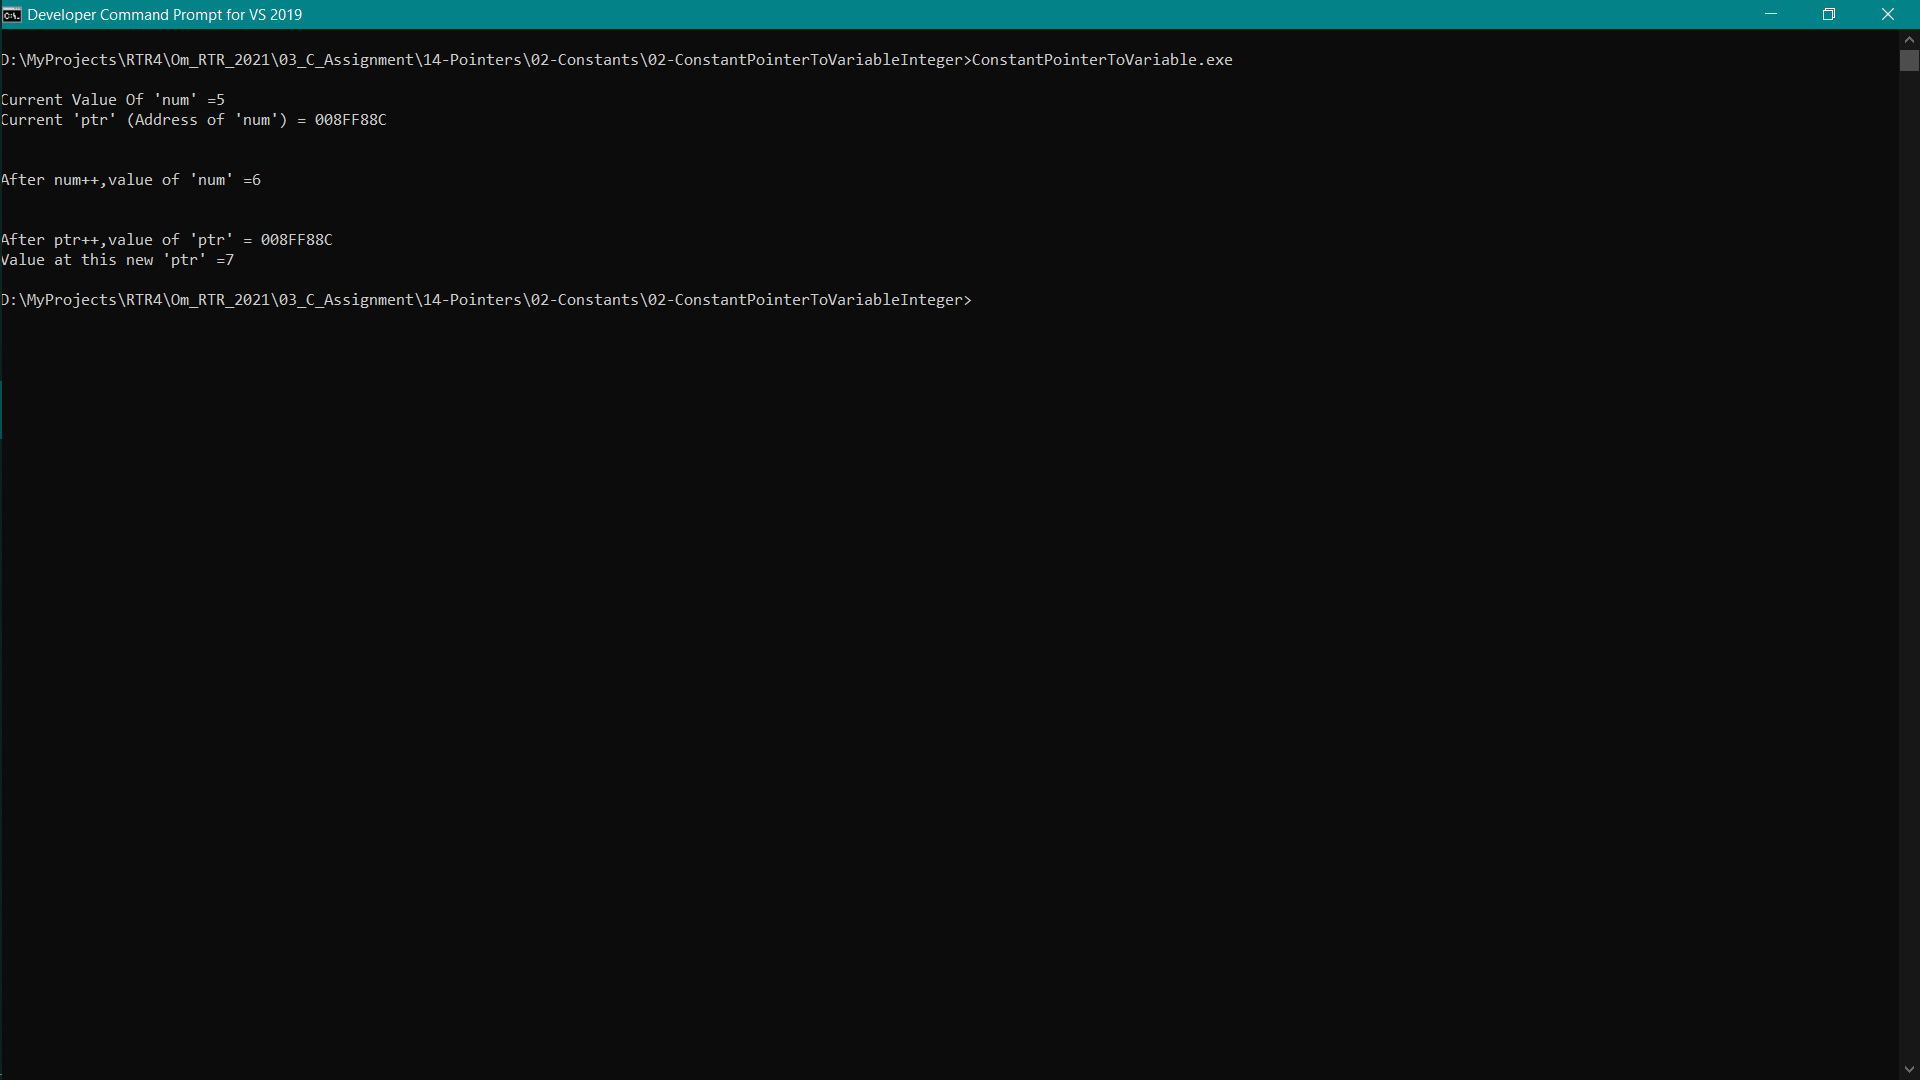 Developer Command Prompt for VS 2019
D:\MyProjects\RTR4\Om_RTR_2021\03_C_Assignment\14-Pointers\02-Constants\02-ConstantPointerToVariableInteger>ConstantPointerToVariable.exe
Current Value Of 'num' =5
Current 'ptr' (Address of 'num') = 008FF88C
After num++,value of 'num' =6
After ptr++,value of 'ptr' = 008FF88C
Value at this new 'ptr' =7
D:\MyProjects\RTR4\Om_RTR_2021\03_C_Assignment\14-Pointers\02-Constants\02-ConstantPointerToVariableInteger>